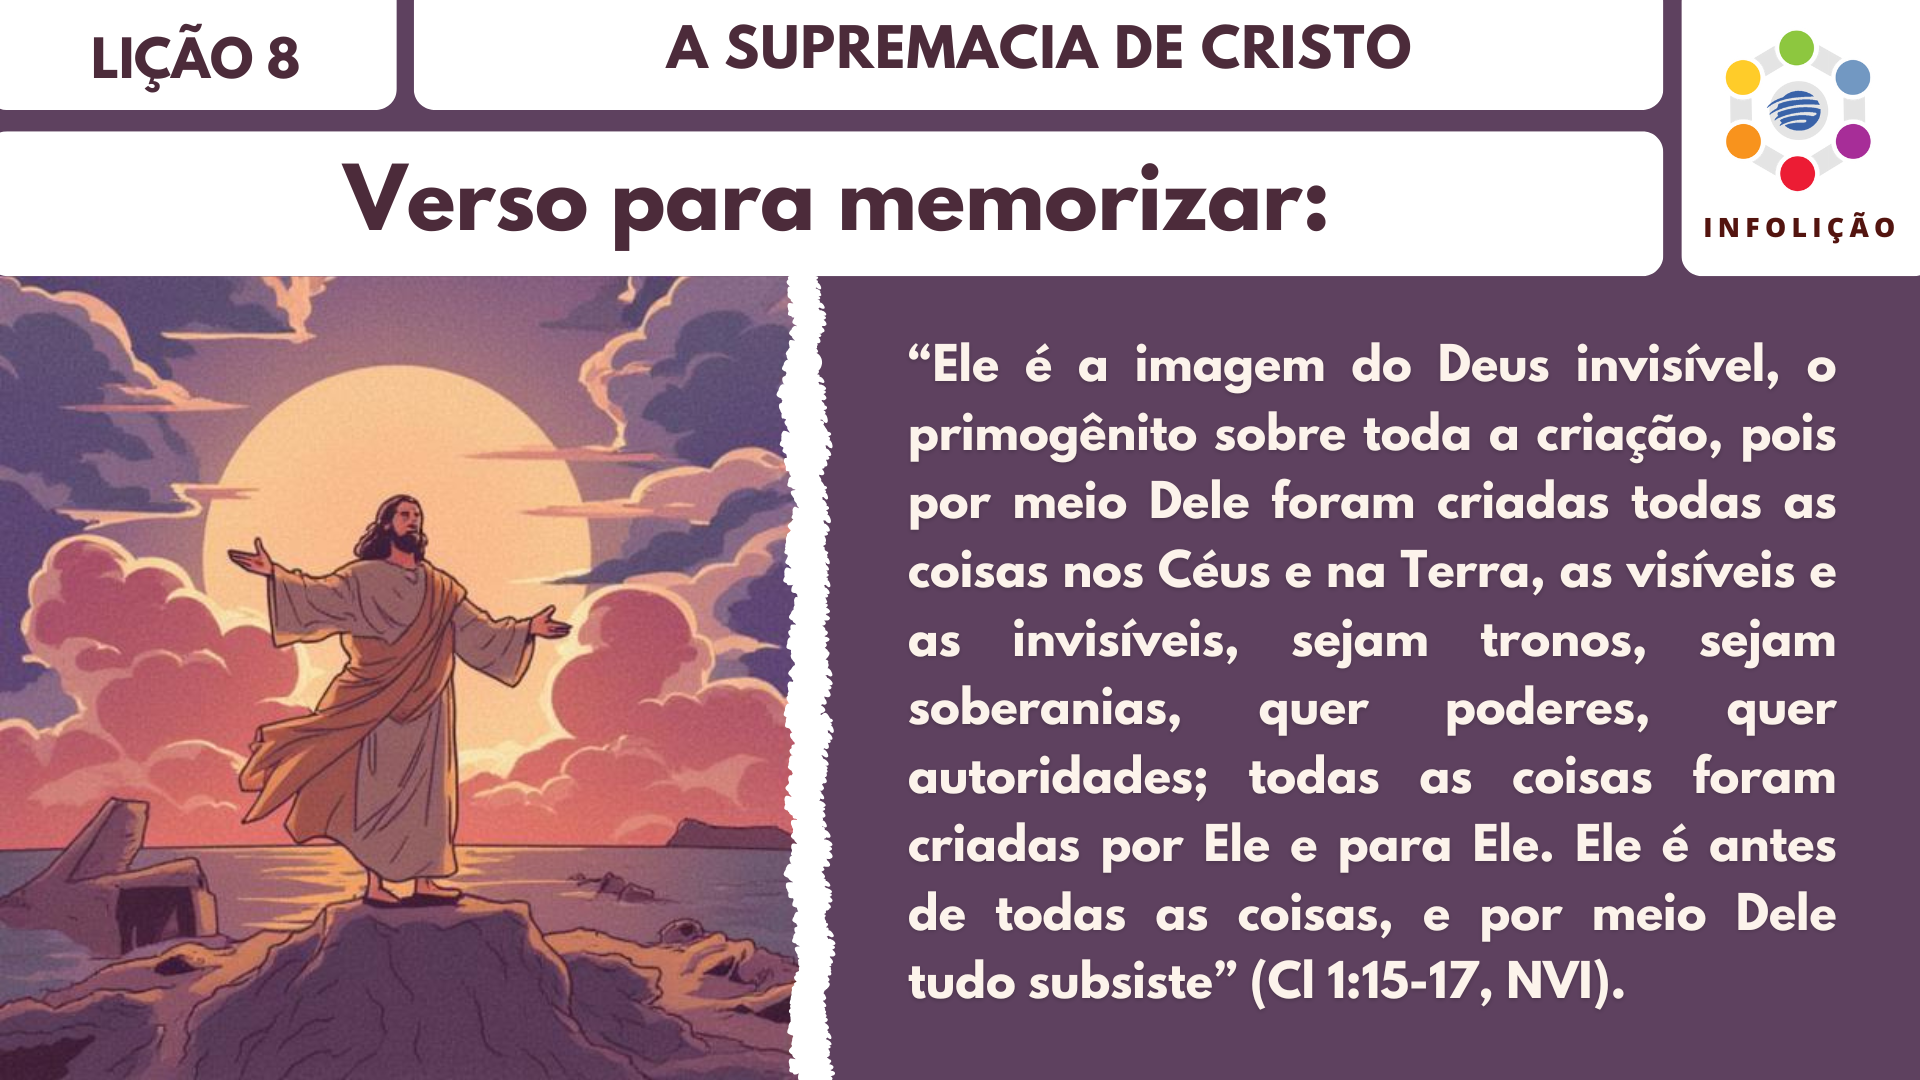 LIÇÃO 8
A SUPREMACIA DE CRISTO
INFOLIÇÃO
Verso para memorizar:
“Ele é a imagem do Deus invisível, o
primogênito sobre toda a criação, pois
por meio Dele foram criadas todas as
coisas nos Céus e na Terra, as visíveis e
as invisíveis, sejam tronos, sejam
soberanias, quer poderes, quer
autoridades; todas as coisas foram
criadas por Ele e para Ele. Ele é antes
de todas as coisas, e por meio Dele
tudo subsiste” (Cl 1:15-17, NVI).